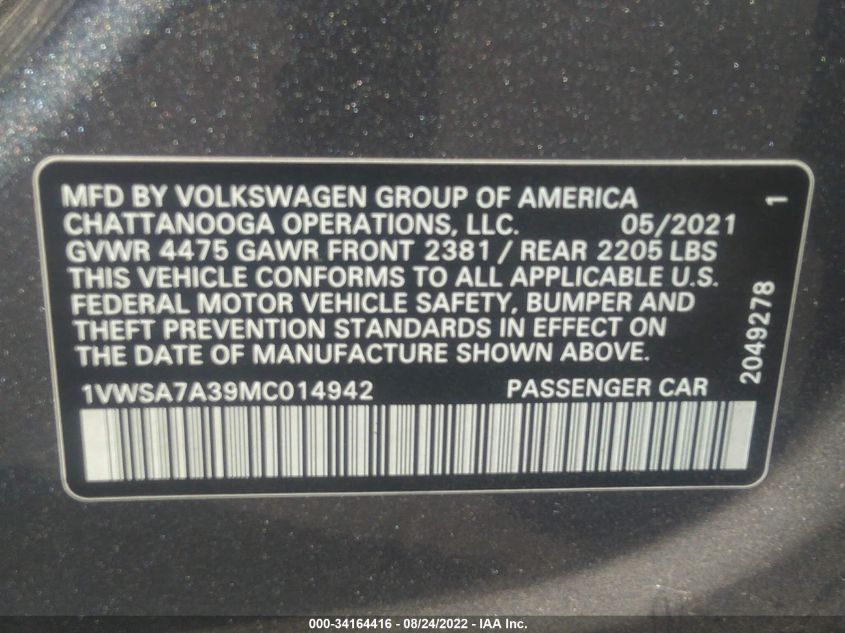 MFD BY VOLKSWAGEN GROUP OF AMERICA
CHATTANOOGA OPERATIONS, LLC. 05/2021
GVWR 4475 GAWR FRONT 2381 / REAR 2205 LBS
THIS VEHICLE CONFORMS TO ALL APPLICABLE U.S.
FEDERAL MOTOR VEHICLE SAFETY, BUMPER AND
THEFT PREVENTION STANDARDS IN EFFECT ON
THE DATE OF MANUFACTURE SHOWN ABOVE.
1VWSA7A39MC014942 PASSENGER CAR
2049278 1
000-34164416 - 08/24/2022 - IAA Inc.